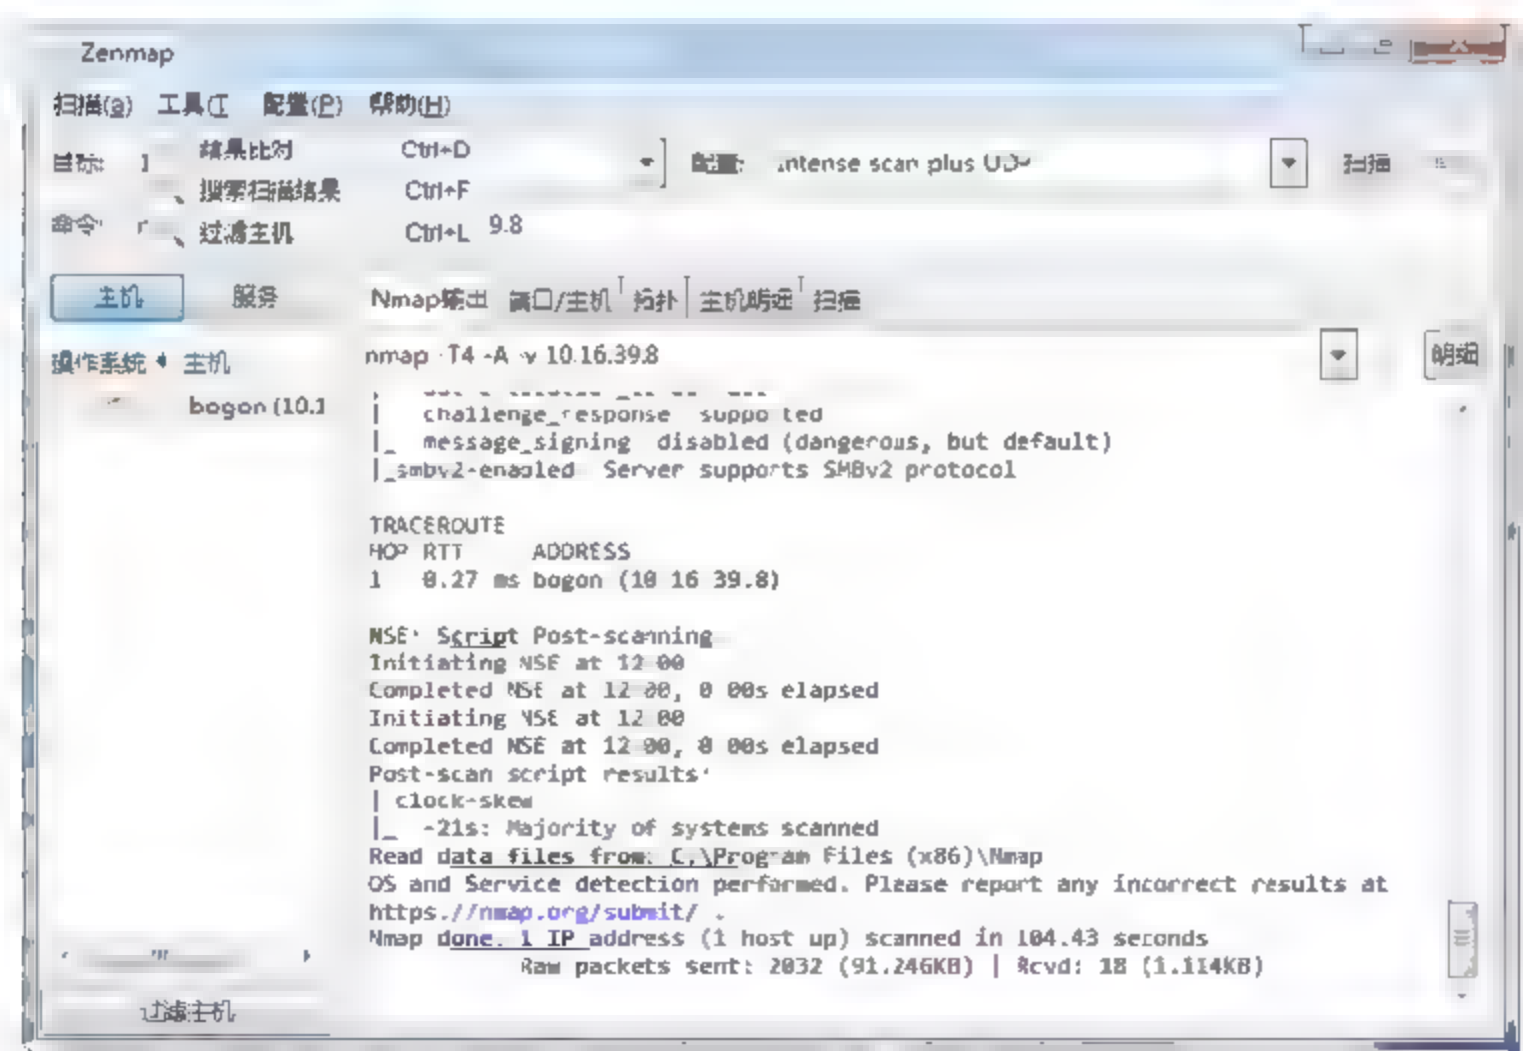 Zenmap
扫描(a) 工具(T 配置(P) 帮助(H)
目标: 结果比对 Ctrl+D 配置: intense scan plus UDP 扫描
搜索扫描结果 Ctrl+F
命令: 过滤主机 Ctrl+L 9.8
主机 服务 Nmap输出 端口/主机 拓扑 主机明细 扫描
操作系统 主机 nmap -T4 -A -v 10.16.39.8 明细
bogon (10.1
| challenge_response supported
|_ message_signing disabled (dangerous, but default)
|_smbv2-enabled Server supports SMBv2 protocol
TRACEROUTE
HOP RTT ADDRESS
1 0.27 ms bogon (10 16 39.8)
NSE: Script Post-scanning
Initiating NSE at 12 00
Completed NSE at 12 00, 0 00s elapsed
Initiating NSE at 12 00
Completed NSE at 12 00, 0 00s elapsed
Post-scan script results:
| clock-skew
|_ -21s: Majority of systems scanned
Read data files from: C:\Program Files (x86)\Nmap
OS and Service detection performed. Please report any incorrect results at
https://nmap.org/submit/ .
Nmap done. 1 IP address (1 host up) scanned in 104.43 seconds
Raw packets sent: 2032 (91.246KB) | Rcvd: 18 (1.114KB)
过滤主机